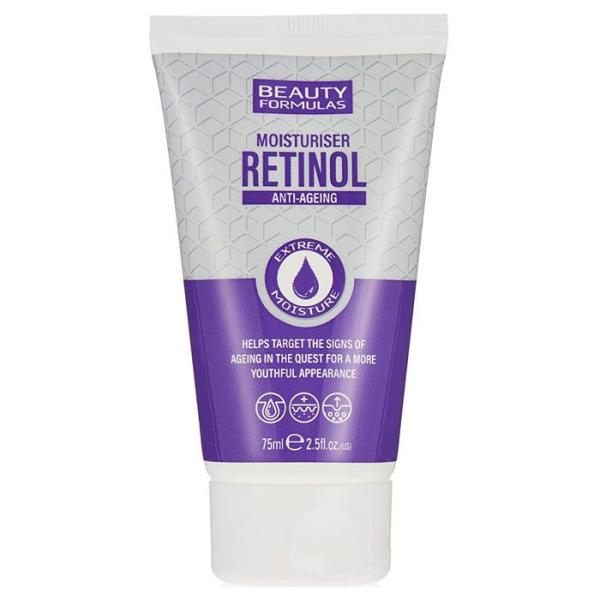 BEAUTY
FORMULAS
MOISTURISER
RETINOL
ANTI-AGEING
EXTREME
MOISTURE
HELPS TARGET THE SIGNS OF
AGEING IN THE QUEST FOR A MORE
YOUTHFUL APPEARANCE
75ml e 2.5fl.oz.(US)